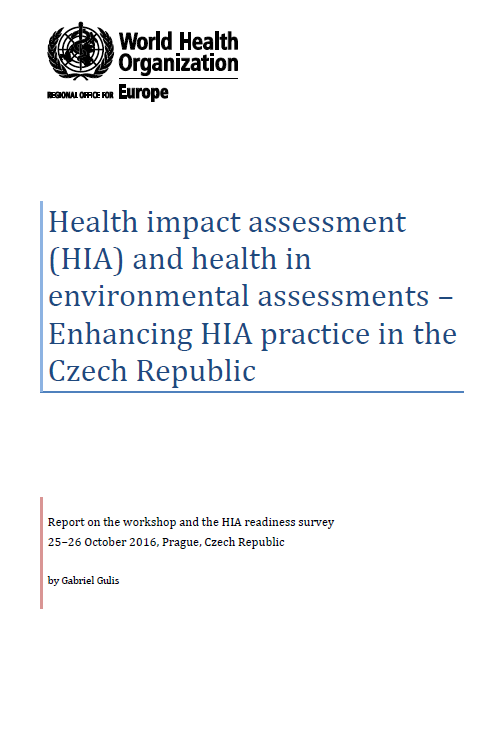 World Health
Organization
REGIONAL OFFICE FOR Europe
Health impact assessment
(HIA) and health in
environmental assessments –
Enhancing HIA practice in the
Czech Republic
Report on the workshop and the HIA readiness survey
25–26 October 2016, Prague, Czech Republic
by Gabriel Gulis